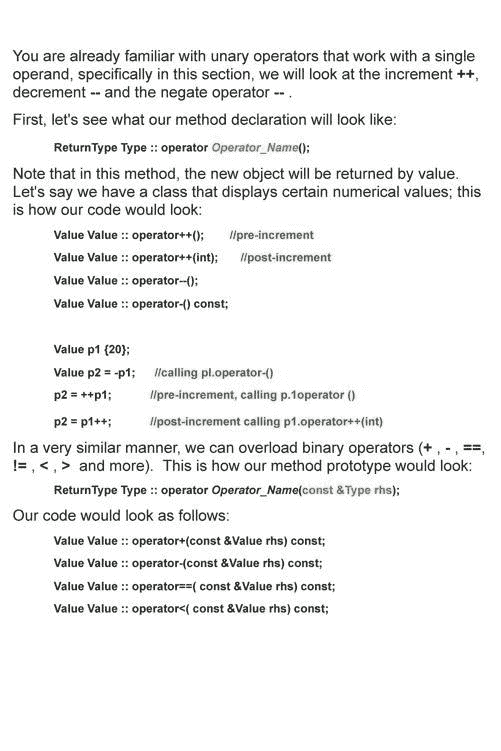 You are already familiar with unary operators that work with a single
operand, specifically in this section, we will look at the increment ++,
decrement -- and the negate operator -- .
First, let's see what our method declaration will look like:
ReturnType Type :: operator Operator_Name();
Note that in this method, the new object will be returned by value.
Let's say we have a class that displays certain numerical values; this
is how our code would look:
Value Value :: operator++(); //pre-increment
Value Value :: operator++(int); //post-increment
Value Value :: operator--();
Value Value :: operator-() const;
Value p1 {20};
Value p2 = -p1; //calling pl.operator-()
p2 = ++p1; //pre-increment, calling p.1operator ()
p2 = p1++; //post-increment calling p1.operator++(int)
In a very similar manner, we can overload binary operators (+ , - , ==,
!= , < , > and more). This is how our method prototype would look:
ReturnType Type :: operator Operator_Name(const &Type rhs);
Our code would look as follows:
Value Value :: operator+(const &Value rhs) const;
Value Value :: operator-(const &Value rhs) const;
Value Value :: operator==( const &Value rhs) const;
Value Value :: operator<( const &Value rhs) const;